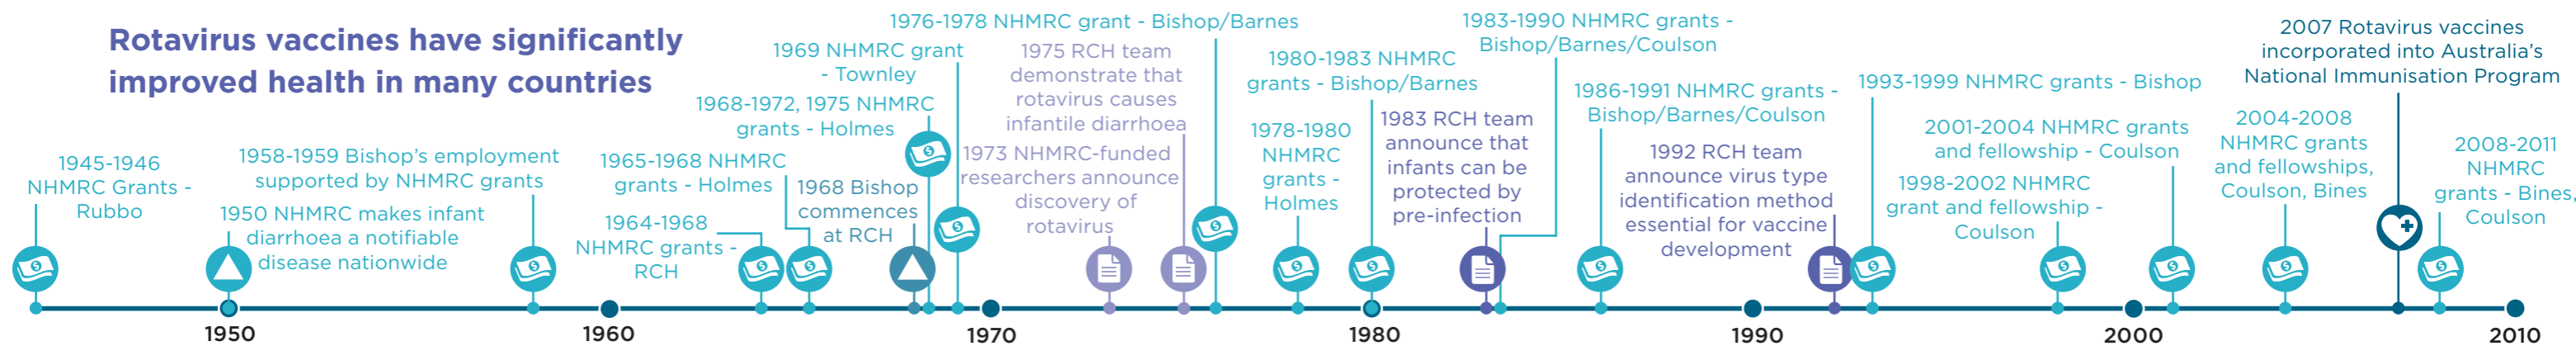 Rotavirus vaccines have significantly
improved health in many countries
1945-1946
NHMRC Grants -
Rubbo
1950 NHMRC makes infant
diarrhoea a notifiable
disease nationwide
1958-1959 Bishop's employment
supported by NHMRC grants
1964-1968
NHMRC grants -
RCH
1965-1968 NHMRC
grants - Holmes
1968 Bishop
commences
at RCH
1968-1972, 1975 NHMRC
grants - Holmes
1969 NHMRC grant
- Townley
1973 NHMRC-funded
researchers announce
discovery of
rotavirus
1975 RCH team
demonstrate that
rotavirus causes
infantile diarrhoea
1976-1978 NHMRC grant - Bishop/Barnes
1978-1980
NHMRC
grants -
Holmes
1980-1983 NHMRC
grants - Bishop/Barnes
1983 RCH team
announce that
infants can be
protected by
pre-infection
1983-1990 NHMRC grants -
Bishop/Barnes/Coulson
1986-1991 NHMRC grants -
Bishop/Barnes/Coulson
1992 RCH team
announce virus type
identification method
essential for vaccine
development
1993-1999 NHMRC grants - Bishop
1998-2002 NHMRC
grant and fellowship -
Coulson
2001-2004 NHMRC grants
and fellowship - Coulson
2004-2008
NHMRC grants
and fellowships,
Coulson, Bines
2007 Rotavirus vaccines
incorporated into Australia's
National Immunisation Program
2008-2011
NHMRC
grants - Bines,
Coulson
1950
1960
1970
1980
1990
2000
2010